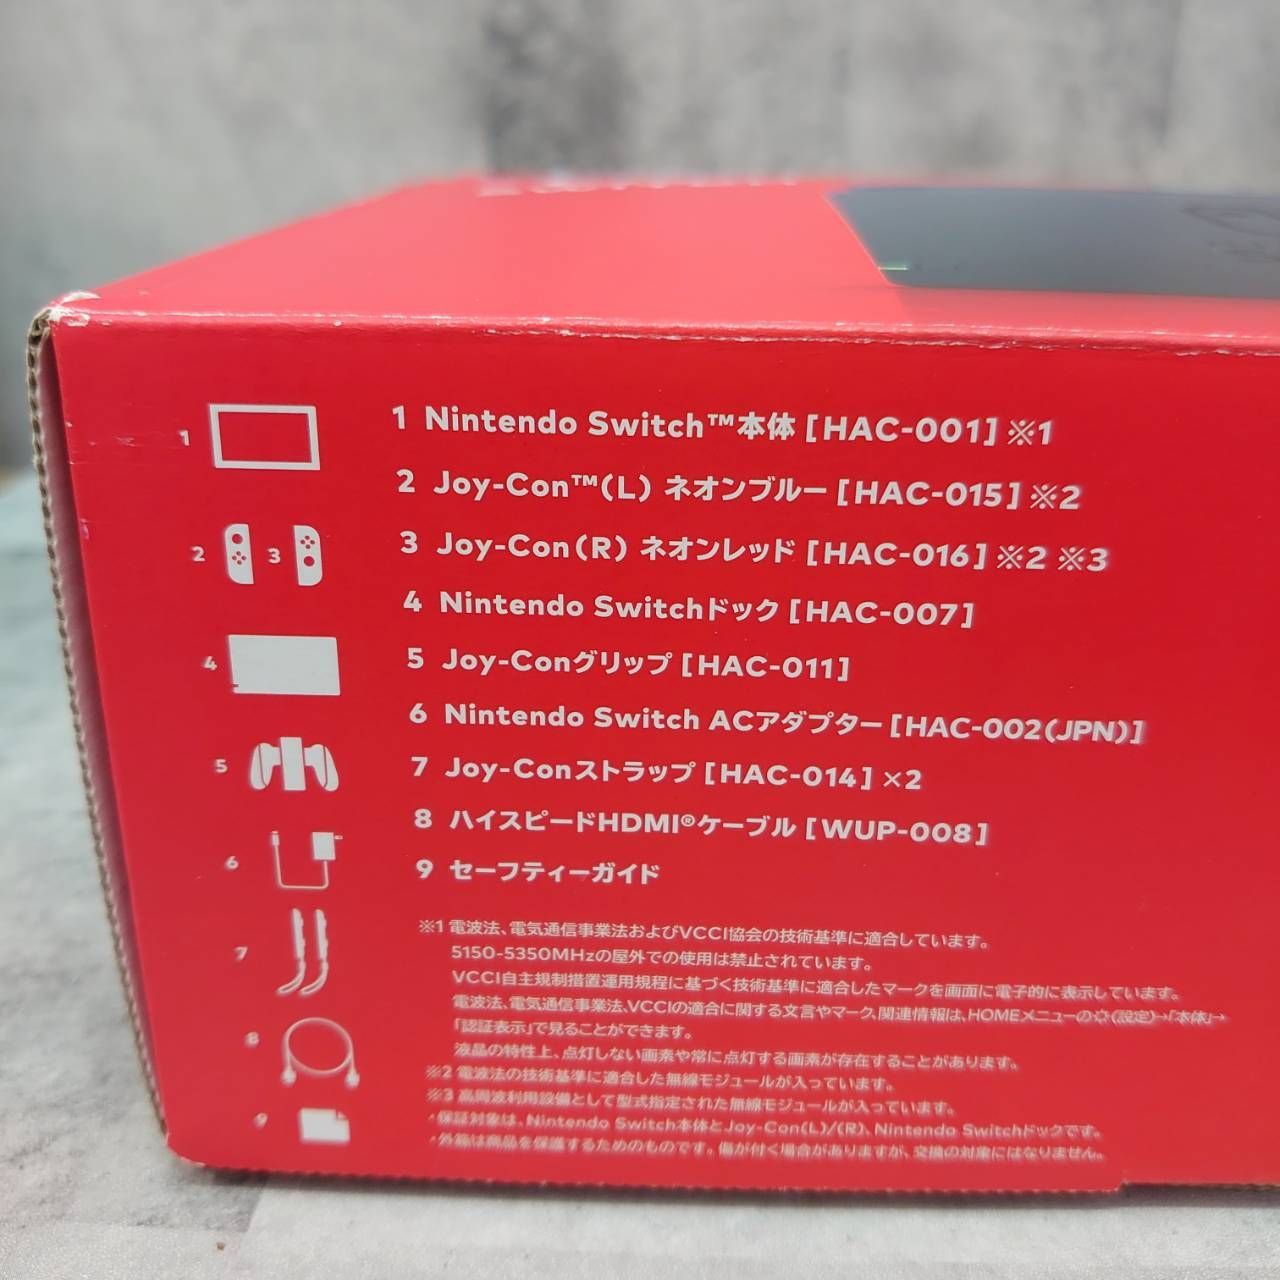 1 Nintendo Switch™本体 [HAC-001] ※1
2 Joy-Con™(L) ネオンブルー [HAC-015] ※2
3 Joy-Con(R) ネオンレッド [HAC-016] ※2 ※3
4 Nintendo Switchドック [HAC-007]
5 Joy-Conグリップ [HAC-011]
6 Nintendo Switch ACアダプター [HAC-002(JPN)]
7 Joy-Conストラップ [HAC-014] ×2
8 ハイスピードHDMI®ケーブル [WUP-008]
9 セーフティーガイド
1
2 3
4
5
6
7
8
9
※1 電波法、電気通信事業法およびVCCI協会の技術基準に適合しています。
5150-5350MHzの屋外での使用は禁止されています。
VCCI自主規制措置運用規程に基づく技術基準に適合したマークを画面に電子的に表示しています。
電波法、電気通信事業法、VCCIの適合に関する文言やマーク、関連情報は、HOMEメニューの(設定)→「本体」→
「認証表示」で見ることができます。
液晶の特性上、点灯しない画素や常に点灯する画素が存在することがあります。
※2 電波法の技術基準に適合した無線モジュールが入っています。
※3 高周波利用設備として型式指定された無線モジュールが入っています。
・保証対象は、Nintendo Switch本体とJoy-Con(L)/(R)、Nintendo Switchドックです。
・外箱は商品を保護するためのものです。傷が付く場合がありますが、交換の対象にはなりません。